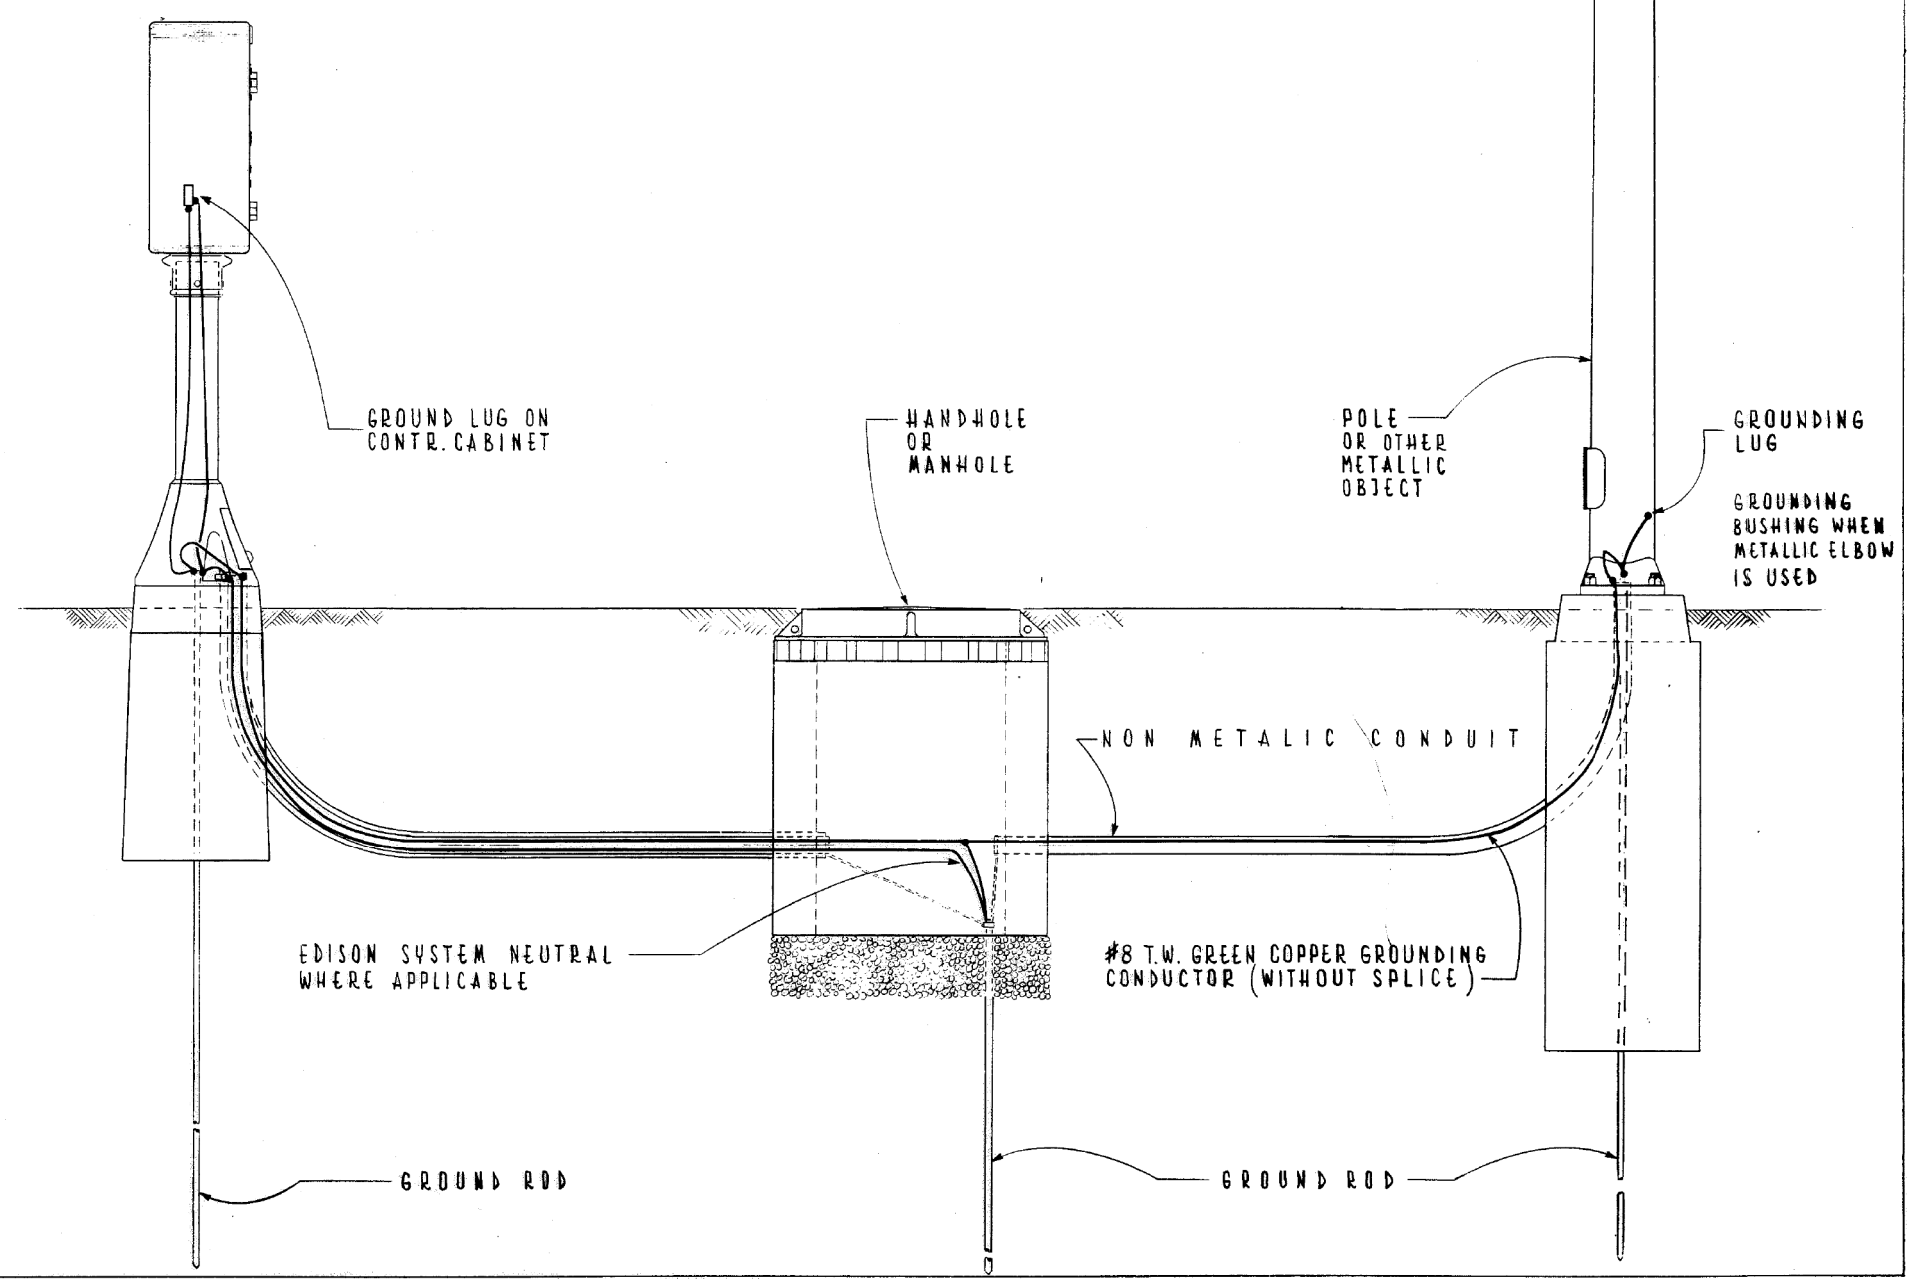 GROUND LUG ON
CONTR. CABINET
HANDHOLE
OR
MANHOLE
POLE
OR OTHER
METALLIC
OBJECT
GROUNDING
LUG
GROUNDING
BUSHING WHEN
METALLIC ELBOW
IS USED
NON METALIC CONDUIT
EDISON SYSTEM NEUTRAL
WHERE APPLICABLE
#8 T.W. GREEN COPPER GROUNDING
CONDUCTOR (WITHOUT SPLICE)
GROUND ROD
GROUND ROD